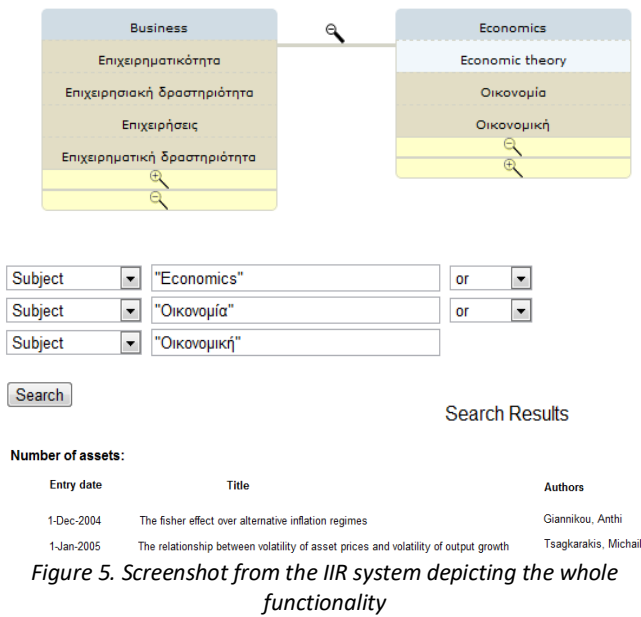 Business
Επιχειρηματικότητα
Επιχειρησιακή δραστηριότητα
Επιχειρήσεις
Επιχειρηματική δραστηριότητα
Economics
Economic theory
Οικονομία
Οικονομική
Subject "Economics" or
Subject "Οικονομία" or
Subject "Οικονομική"
Search
Search Results
Number of assets:
Entry date Title Authors
1-Dec-2004 The fisher effect over alternative inflation regimes Giannikou, Anthi
1-Jan-2005 The relationship between volatility of asset prices and volatility of output growth Tsagkarakis, Michail
Figure 5. Screenshot from the IIR system depicting the whole
functionality